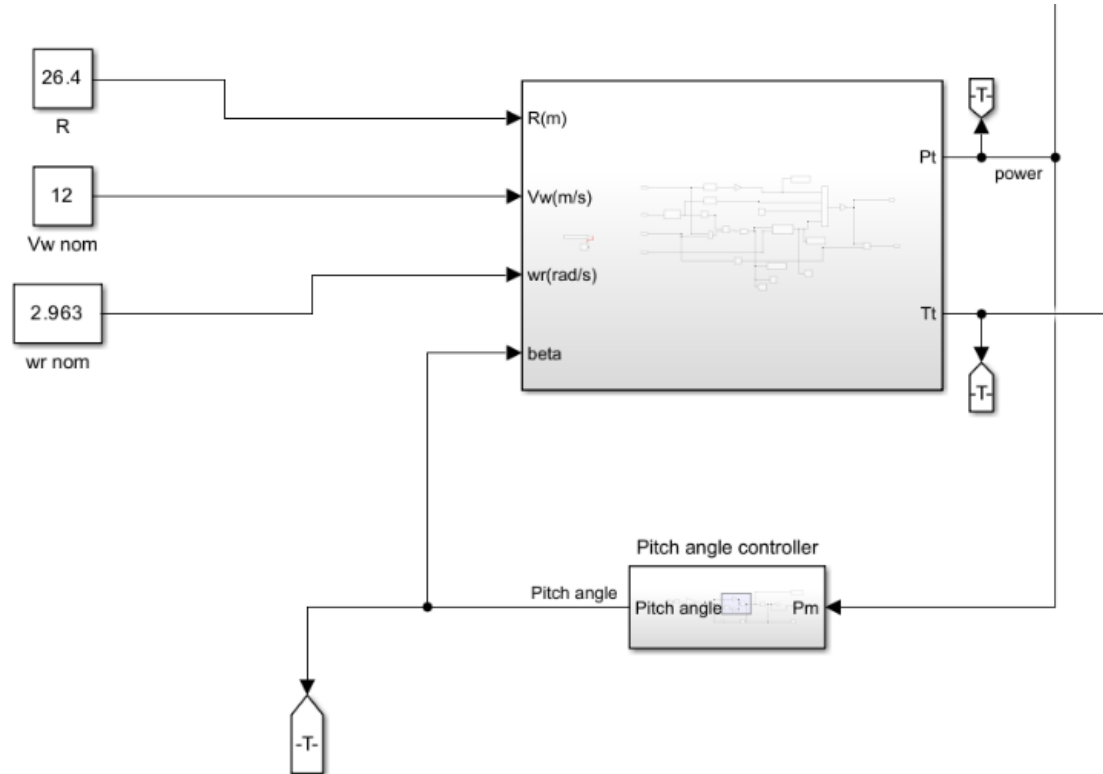 26.4
R
12
Vw nom
2.963
wr nom
R(m)
Vw(m/s)
wr(rad/s)
beta
Pt
Tt
-T-
power
-T-
Pitch angle controller
Pitch angle
Pitch angle
Pm
-T-